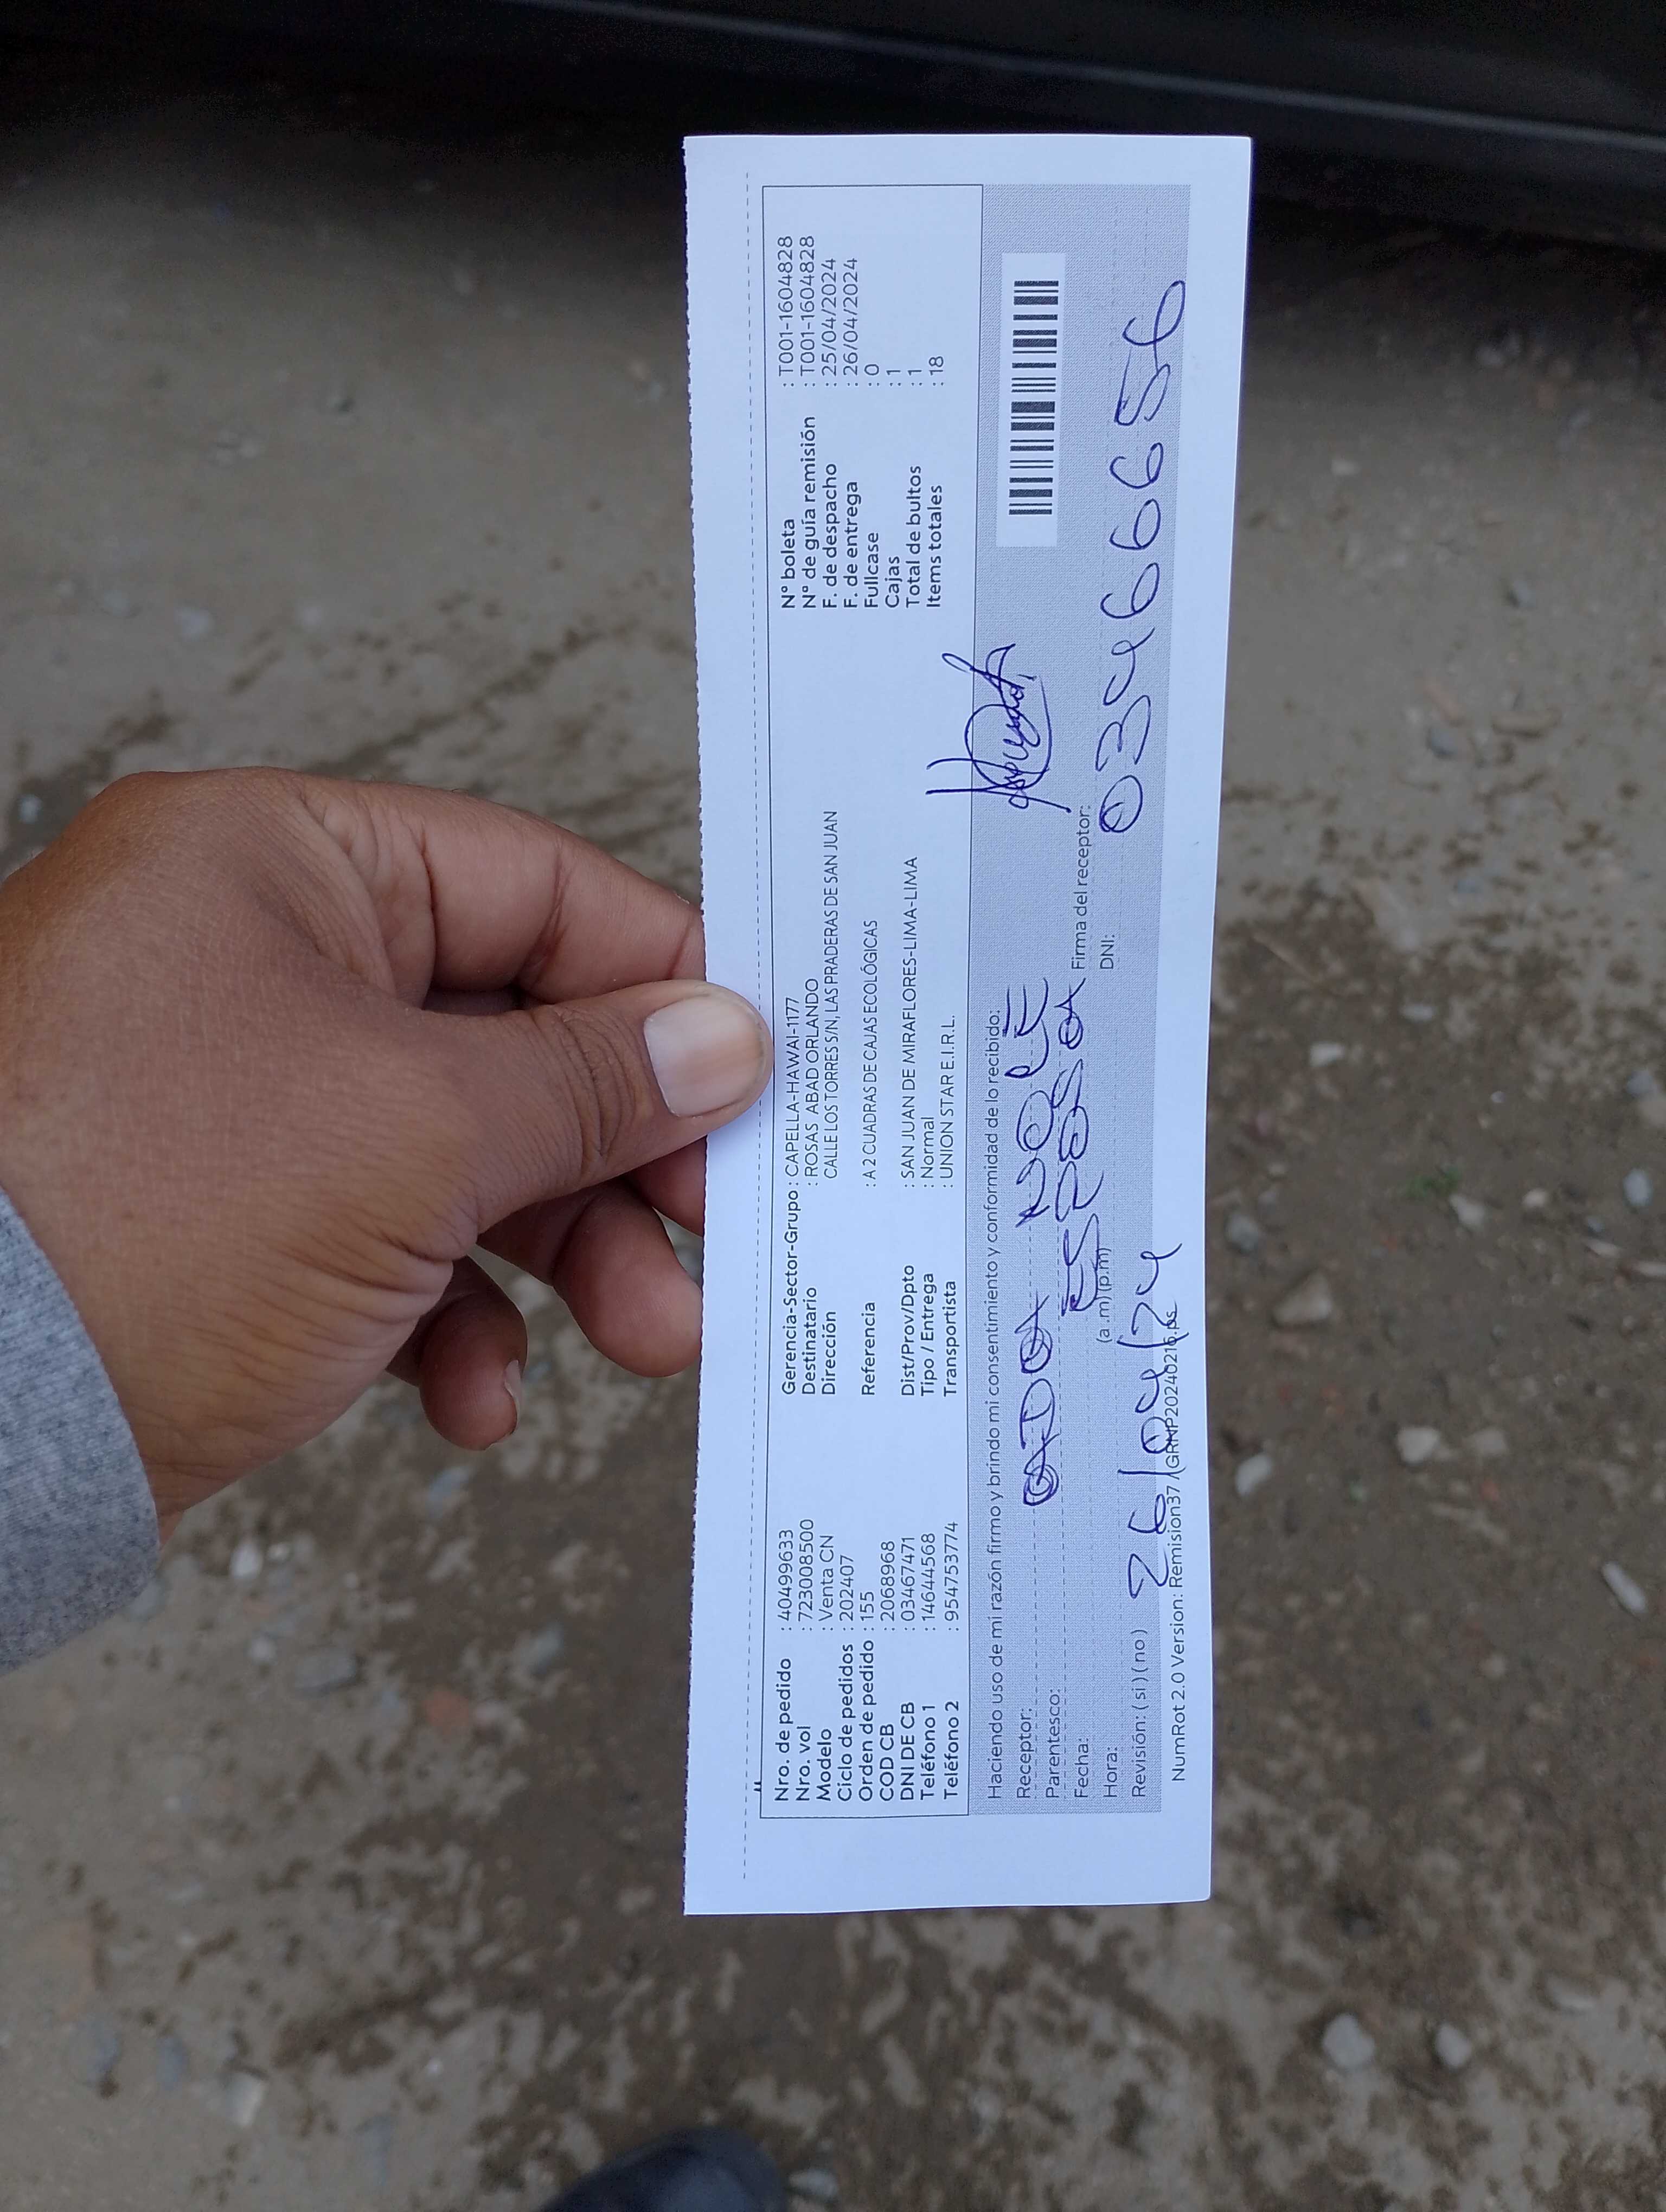 Nro. de pedido : 40499633
Nro. vol : 723008500
Modelo : Venta CN
Ciclo de pedidos : 202407
Orden de pedido : 155
COD CB : 2068968
DNI DE CB : 03467471
Teléfono 1 : 14644568
Teléfono 2 : 954753774
Gerencia-Sector-Grupo : CAPELLA-HAWAI-1177
Destinatario : ROSAS ABAD ORLANDO
Dirección CALLE LOS TORRES S/N, LAS PRADERAS DE SAN JUAN
Referencia : A 2 CUADRAS DE CAJAS ECOLÓGICAS
Dist/Prov/Dpto : SAN JUAN DE MIRAFLORES-LIMA-LIMA
Tipo / Entrega : Normal
Transportista : UNION STAR E.I.R.L.
N° boleta : T001-1604828
N° de guía remisión : T001-1604828
F. de despacho : 25/04/2024
F. de entrega : 26/04/2024
Fullcase : 0
Cajas : 1
Total de bultos : 1
Items totales : 18
Haciendo uso de mi razón firmo y brindo mi consentimiento y conformidad de lo recibido:
Receptor: NOLE
Parentesco: ESPOSA
Fecha:
Hora: (a.m) (p.m)
Revisión: ( si ) ( no ) 26/04/24
Firma del receptor:
DNI: 03466656
NumRot 2.0 Version: Remision37 /GRNP20240216.ps